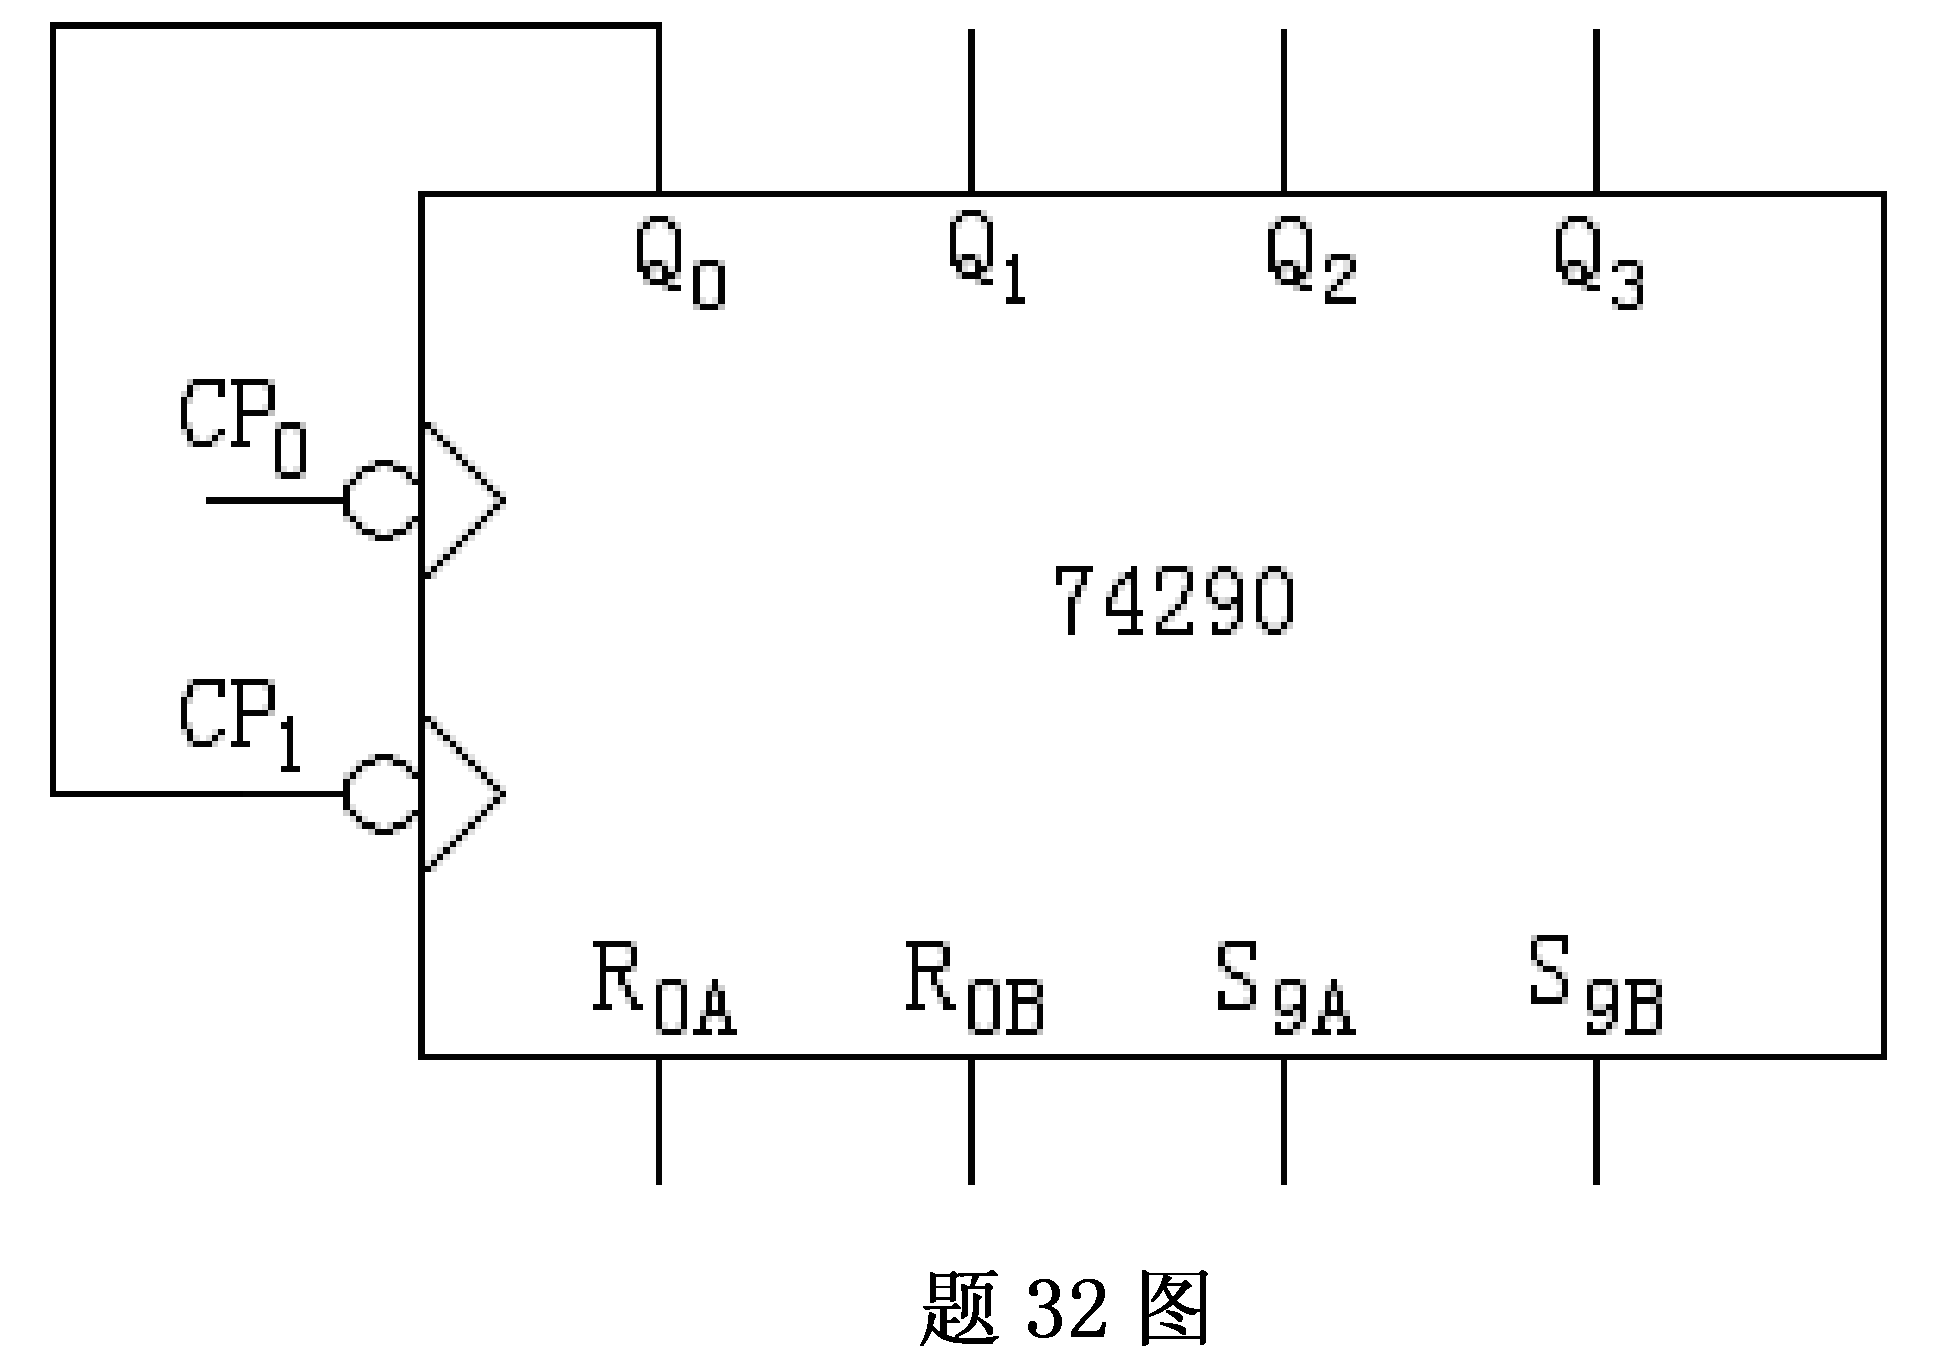 Q0 Q1 Q2 Q3
CP0
74290
CP1
R0A R0B S9A S9B
题 32 图